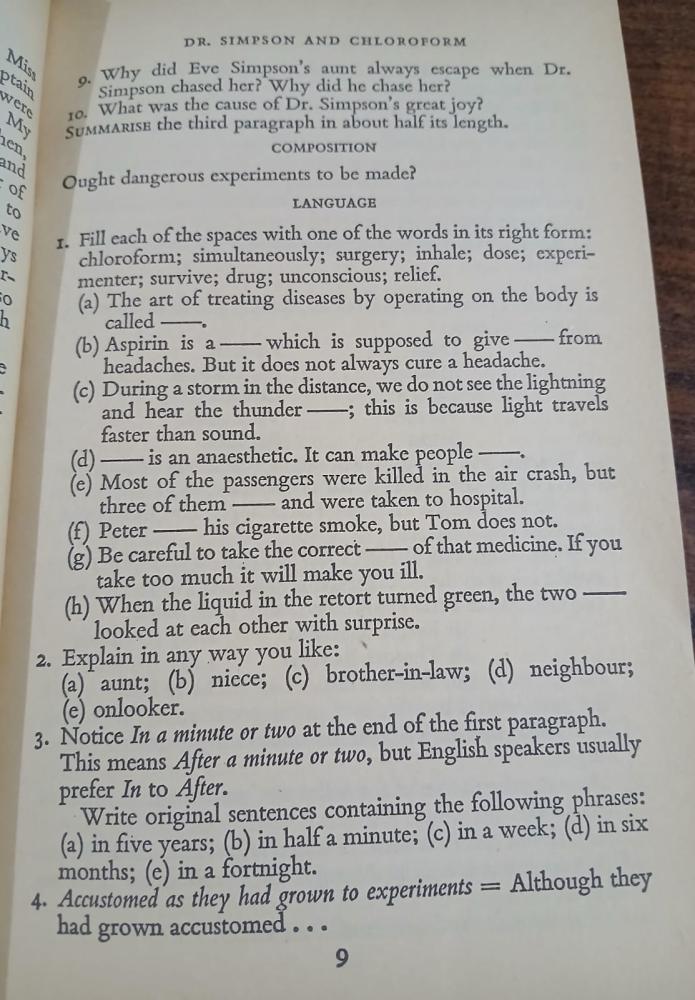 Miss
ptain
were
My
hen,
and
of
to
ve
ys
r-
so
h
e
DR. SIMPSON AND CHLOROFORM
9. Why did Eve Simpson's aunt always escape when Dr.
Simpson chased her? Why did he chase her?
10. What was the cause of Dr. Simpson's great joy?
SUMMARISE the third paragraph in about half its length.
COMPOSITION
Ought dangerous experiments to be made?
LANGUAGE
1. Fill each of the spaces with one of the words in its right form:
chloroform; simultaneously; surgery; inhale; dose; experi-
menter; survive; drug; unconscious; relief.
(a) The art of treating diseases by operating on the body is
called ——.
(b) Aspirin is a —— which is supposed to give —— from
headaches. But it does not always cure a headache.
(c) During a storm in the distance, we do not see the lightning
and hear the thunder ——; this is because light travels
faster than sound.
(d) —— is an anaesthetic. It can make people ——.
(e) Most of the passengers were killed in the air crash, but
three of them —— and were taken to hospital.
(f) Peter —— his cigarette smoke, but Tom does not.
(g) Be careful to take the correct —— of that medicine. If you
take too much it will make you ill.
(h) When the liquid in the retort turned green, the two ——
looked at each other with surprise.
2. Explain in any way you like:
(a) aunt; (b) niece; (c) brother-in-law; (d) neighbour;
(e) onlooker.
3. Notice In a minute or two at the end of the first paragraph.
This means After a minute or two, but English speakers usually
prefer In to After.
Write original sentences containing the following phrases:
(a) in five years; (b) in half a minute; (c) in a week; (d) in six
months; (e) in a fortnight.
4. Accustomed as they had grown to experiments = Although they
had grown accustomed . . .
9